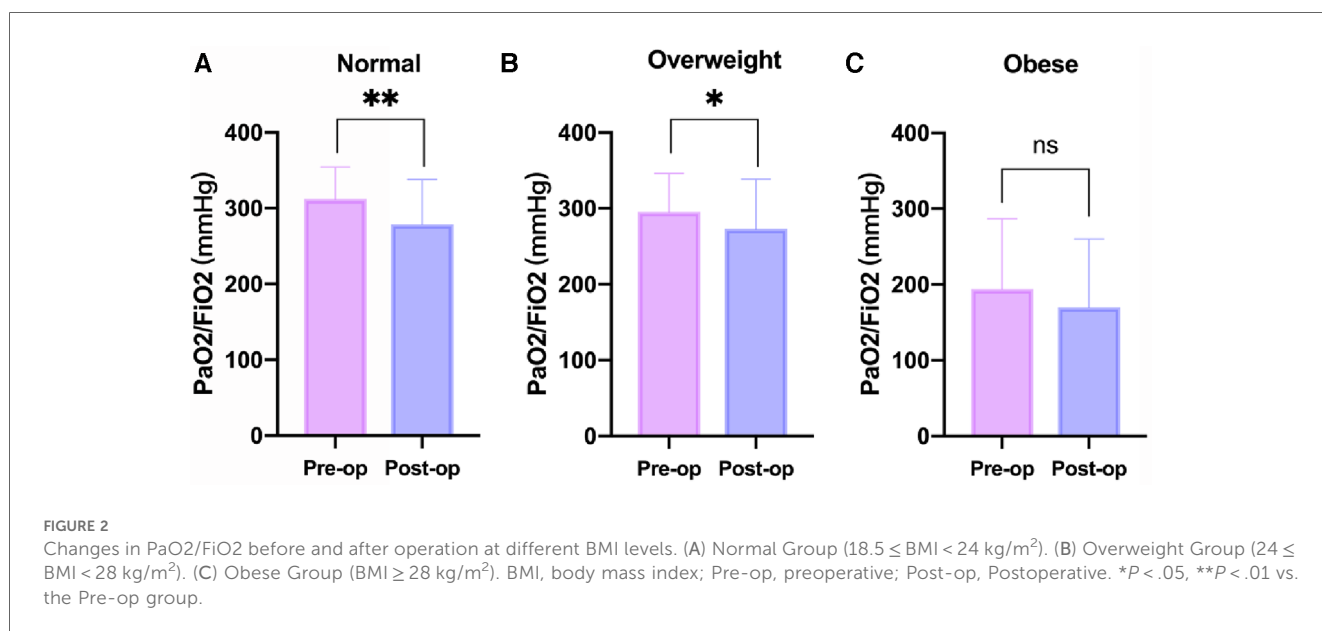 A
Normal
**
PaO2/FiO2 (mmHg)
400
300
200
100
0
Pre-op Post-op
B
Overweight
*
PaO2/FiO2 (mmHg)
400
300
200
100
0
Pre-op Post-op
C
Obese
ns
PaO2/FiO2 (mmHg)
400
300
200
100
0
Pre-op Post-op
FIGURE 2
Changes in PaO2/FiO2 before and after operation at different BMI levels. (A) Normal Group (18.5 ≤ BMI < 24 kg/m²). (B) Overweight Group (24 ≤
BMI < 28 kg/m²). (C) Obese Group (BMI ≥ 28 kg/m²). BMI, body mass index; Pre-op, preoperative; Post-op, Postoperative. *P < .05, **P < .01 vs.
the Pre-op group.